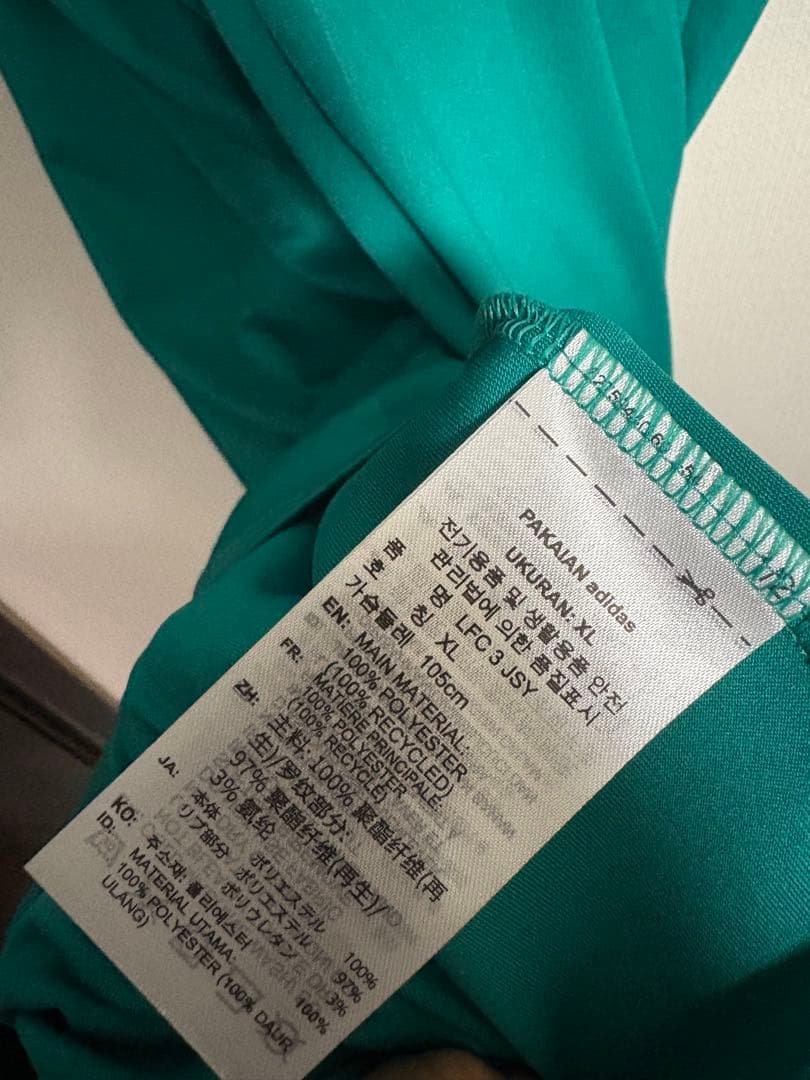 PAKAIAN adidas
UKURAN: XL
전기용품 및 생활용품 안전
관리법에 의한 품질표시
품 명 LFC 3 JSY
호 칭 XL
가슴둘레 105cm
EN: MAIN MATERIAL:
100% POLYESTER
(100% RECYCLED)
FR: MATIERE PRINCIPALE.
100% POLYESTER
(100% RECYCLE)
ZH: 主料: 100% 聚酯纤维(再
生)/罗纹部分:
97% 聚酯纤维(再生)/
3% 氨纶
JA: 本体 ポリエステル 100%
リブ部分 ポリエステル 97%
ポリウレタン 3%
KO: 주소재: 폴리에스터 100%
ID: MATERIAL UTAMA.
100% POLYESTER (100% DAUR
ULANG)